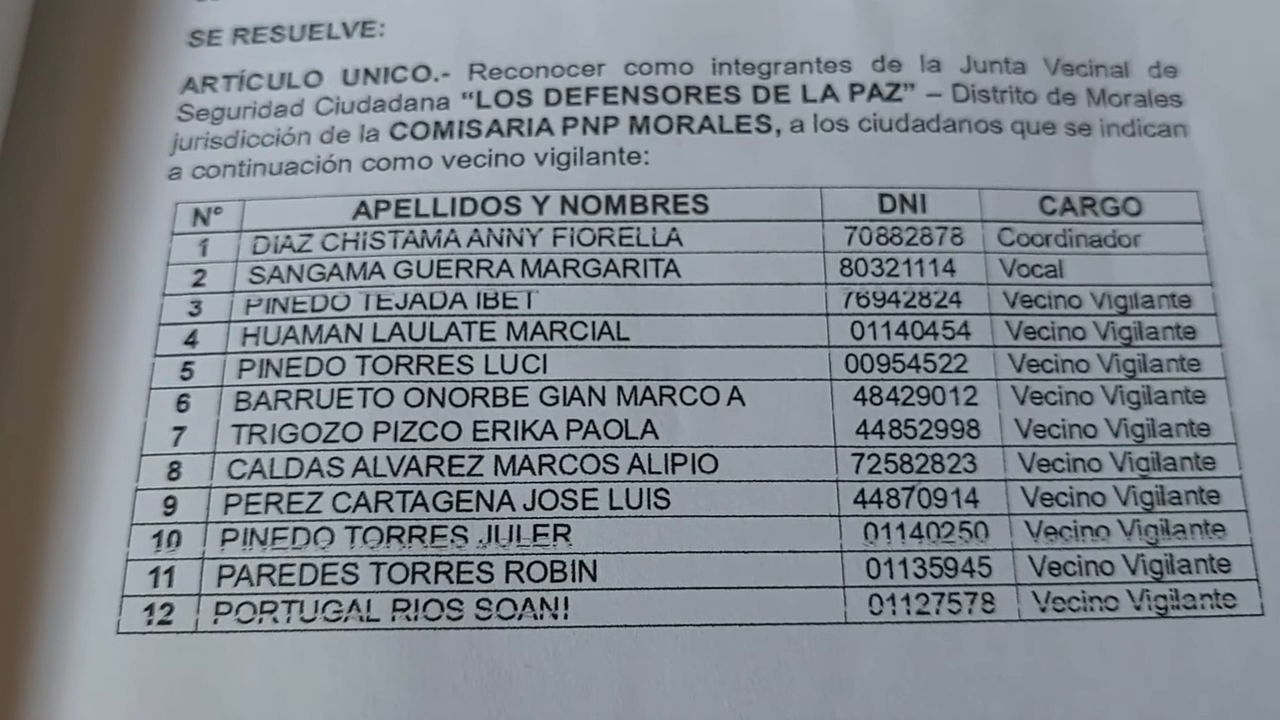 SE RESUELVE:
ARTÍCULO UNICO.- Reconocer como integrantes de la Junta Vecinal de
Seguridad Ciudadana “LOS DEFENSORES DE LA PAZ” – Distrito de Morales
jurisdicción de la COMISARIA PNP MORALES, a los ciudadanos que se indican
a continuación como vecino vigilante:
N° APELLIDOS Y NOMBRES DNI CARGO
1 DIAZ CHISTAMA ANNY FIORELLA 70882878 Coordinador
2 SANGAMA GUERRA MARGARITA 80321114 Vocal
3 PINEDO TEJADA IBET 76942824 Vecino Vigilante
4 HUAMAN LAULATE MARCIAL 01140454 Vecino Vigilante
5 PINEDO TORRES LUCI 00954522 Vecino Vigilante
6 BARRUETO ONORBE GIAN MARCO A 48429012 Vecino Vigilante
7 TRIGOZO PIZCO ERIKA PAOLA 44852998 Vecino Vigilante
8 CALDAS ALVAREZ MARCOS ALIPIO 72582823 Vecino Vigilante
9 PEREZ CARTAGENA JOSE LUIS 44870914 Vecino Vigilante
10 PINEDO TORRES JULER 01140250 Vecino Vigilante
11 PAREDES TORRES ROBIN 01135945 Vecino Vigilante
12 PORTUGAL RIOS SOANI 01127578 Vecino Vigilante